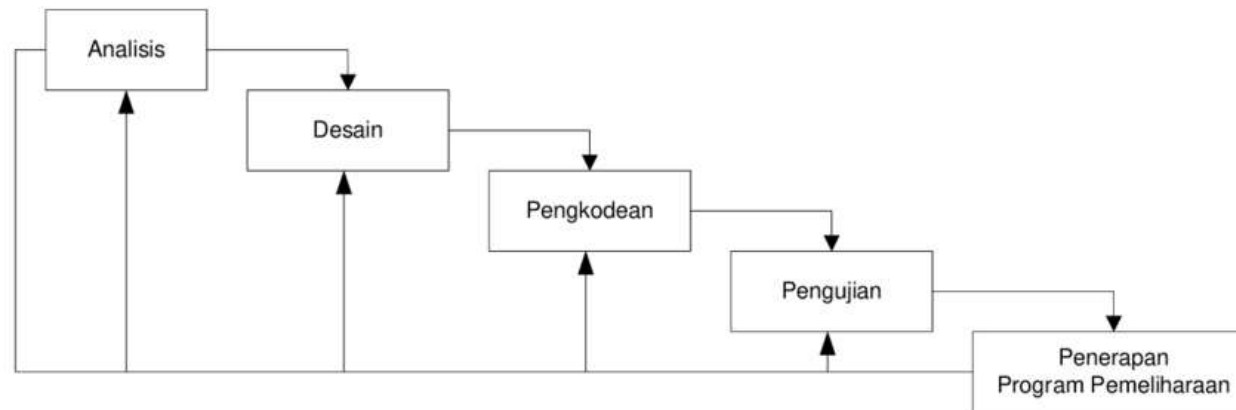 Analisis
Desain
Pengkodean
Pengujian
Penerapan
Program Pemeliharaan